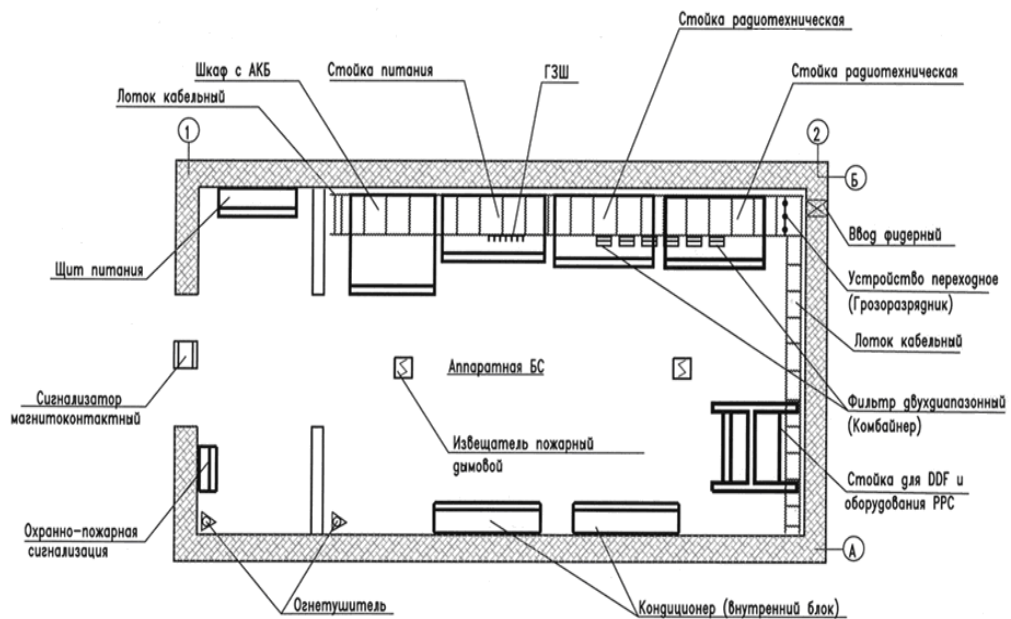 Стойка радиотехническая
Шкаф с АКБ
Стойка питания
ГЗШ
Стойка радиотехническая
Лоток кабельный
1
2
Б
Ввод фидерный
Щит питания
Устройство переходное
(Грозоразрядник)
Лоток кабельный
Аппаратная БС
Сигнализатор
магнитоконтактный
Фильтр двухдиапазонный
(Комбайнер)
Извещатель пожарный
дымовой
Стойка для DDF и
оборудования РРС
Охранно-пожарная
сигнализация
А
Огнетушитель
Кондиционер (внутренний блок)